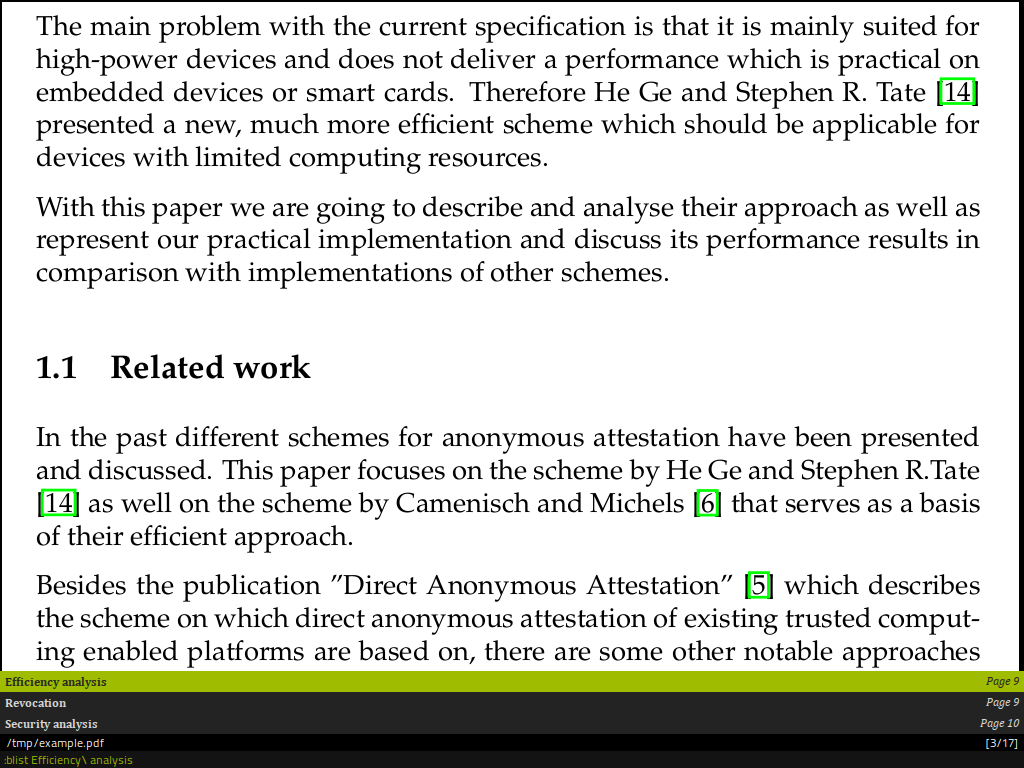 The main problem with the current specification is that it is mainly suited for
high-power devices and does not deliver a performance which is practical on
embedded devices or smart cards. Therefore He Ge and Stephen R. Tate [14]
presented a new, much more efficient scheme which should be applicable for
devices with limited computing resources.
With this paper we are going to describe and analyse their approach as well as
represent our practical implementation and discuss its performance results in
comparison with implementations of other schemes.
1.1 Related work
In the past different schemes for anonymous attestation have been presented
and discussed. This paper focuses on the scheme by He Ge and Stephen R.Tate
[14] as well on the scheme by Camenisch and Michels [6] that serves as a basis
of their efficient approach.
Besides the publication ”Direct Anonymous Attestation” [5] which describes
the scheme on which direct anonymous attestation of existing trusted comput-
ing enabled platforms are based on, there are some other notable approaches
Efficiency analysis Page 9
Revocation Page 9
Security analysis Page 10
/tmp/example.pdf [3/17]
:blist Efficiency\ analysis